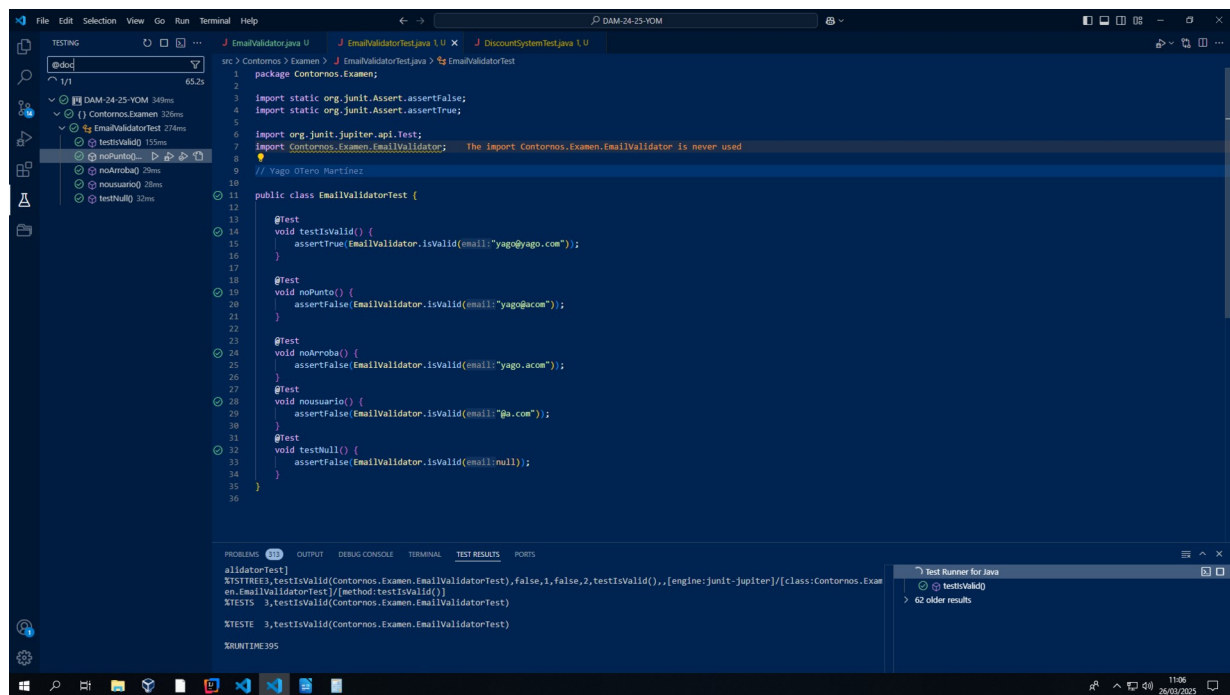 File Edit Selection View Go Run Terminal Help
DAM-24-25-YOM
TESTING
@doc
1/1
65.2s
DAM-24-25-YOM 349ms
{} Contornos.Examen 326ms
EmailValidatorTest 274ms
testIsValid() 155ms
noPunto()...
noArroba() 29ms
nousuario() 28ms
testNull() 32ms
EmailValidator.java U
EmailValidatorTest.java 1, U
DiscountSystemTest.java 1, U
src > Contornos > Examen > EmailValidatorTest.java > EmailValidatorTest
1 package Contornos.Examen;
2
3 import static org.junit.Assert.assertFalse;
4 import static org.junit.Assert.assertTrue;
5
6 import org.junit.jupiter.api.Test;
7 import Contornos.Examen.EmailValidator; The import Contornos.Examen.EmailValidator is never used
8
9 // Yago OTero Martínez
10
11 public class EmailValidatorTest {
12
13 @Test
14 void testIsValid() {
15 assertTrue(EmailValidator.isValid(email:"yago@yago.com"));
16 }
17
18 @Test
19 void noPunto() {
20 assertFalse(EmailValidator.isValid(email:"yago@acom"));
21 }
22
23 @Test
24 void noArroba() {
25 assertFalse(EmailValidator.isValid(email:"yago.acom"));
26 }
27 @Test
28 void nousuario() {
29 assertFalse(EmailValidator.isValid(email:"@a.com"));
30 }
31 @Test
32 void testNull() {
33 assertFalse(EmailValidator.isValid(email:null));
34 }
35 }
36
PROBLEMS 313 OUTPUT DEBUG CONSOLE TERMINAL TEST RESULTS PORTS
alidatorTest]
%TSTTREE3,testIsValid(Contornos.Examen.EmailValidatorTest),false,1,false,2,testIsValid(),,[engine:junit-jupiter]/[class:Contornos.Exam
en.EmailValidatorTest]/[method:testIsValid()]
%TESTS 3,testIsValid(Contornos.Examen.EmailValidatorTest)
%TESTE 3,testIsValid(Contornos.Examen.EmailValidatorTest)
%RUNTIME395
Test Runner for Java
testIsValid()
62 older results
14
1
11:06
26/03/2025